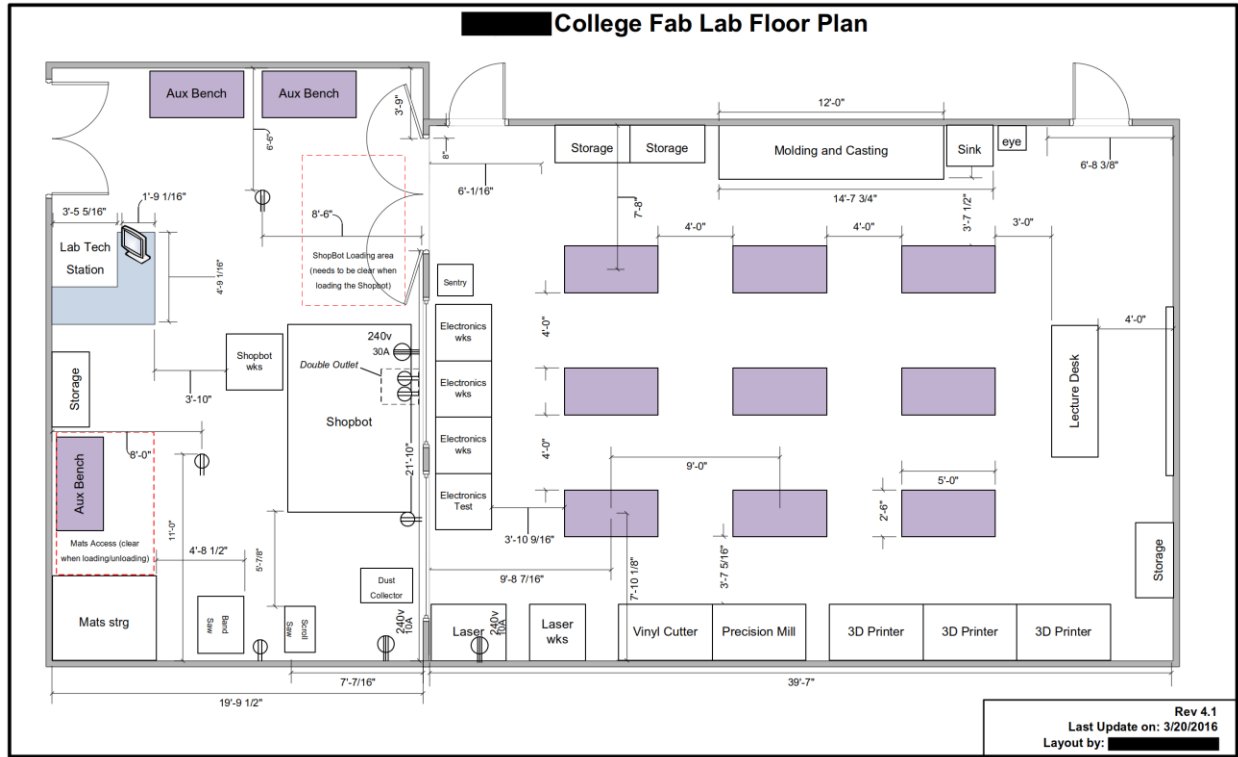 College Fab Lab Floor Plan
Aux Bench
Aux Bench
3'-9"
6'-6"
8"
12'-0"
Storage
Storage
Molding and Casting
Sink
eye
6'-8 3/8"
6'-1/16"
14'-7 3/4"
7'-8"
3'-7 1/2"
1'-9 1/16"
3'-5 5/16"
Lab Tech
Station
4'-9 1/16"
8'-6"
ShopBot Loading area
(needs to be clear when
loading the Shopbot)
4'-0"
4'-0"
3'-0"
Sentry
Electronics
wks
Electronics
wks
Electronics
wks
Electronics
Test
4'-0"
4'-0"
4'-0"
Lecture Desk
Shopbot
wks
240v
30A
Double Outlet
Shopbot
3'-10"
Storage
8'-0"
21'-10"
9'-0"
5'-0"
2'-6"
Aux Bench
Mats Access (clear
when loading/unloading)
11'-0"
4'-8 1/2"
5'-7/8"
3'-10 9/16"
9'-8 7/16"
7'-10 1/8"
3'-7 5/16"
Storage
Mats strg
Band
Saw
Scroll
Saw
Dust
Collector
240v
10A
Laser
240v
10A
Laser
wks
Vinyl Cutter
Precision Mill
3D Printer
3D Printer
3D Printer
7'-7/16"
19'-9 1/2"
39'-7"
Rev 4.1
Last Update on: 3/20/2016
Layout by: